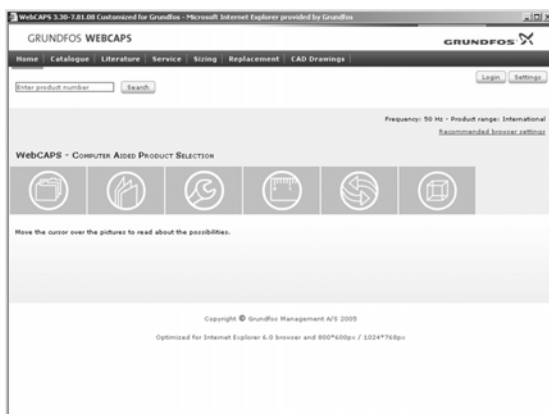 WebCAPS 3.30-7.81.08 Customized for Grundfos - Microsoft Internet Explorer provided by Grundfos
GRUNDFOS WEBCAPS
GRUNDFOS
Home Catalogue Literature Service Sizing Replacement CAD Drawings
Login Settings
Enter product number Search
Frequency: 50 Hz - Product range: International
Recommended browser settings
WebCAPS - Computer Aided Product Selection
Move the cursor over the pictures to read about the possibilities.
Copyright © Grundfos Management A/S 2005
Optimized for Internet Explorer 6.0 browser and 800*600px / 1024*768px